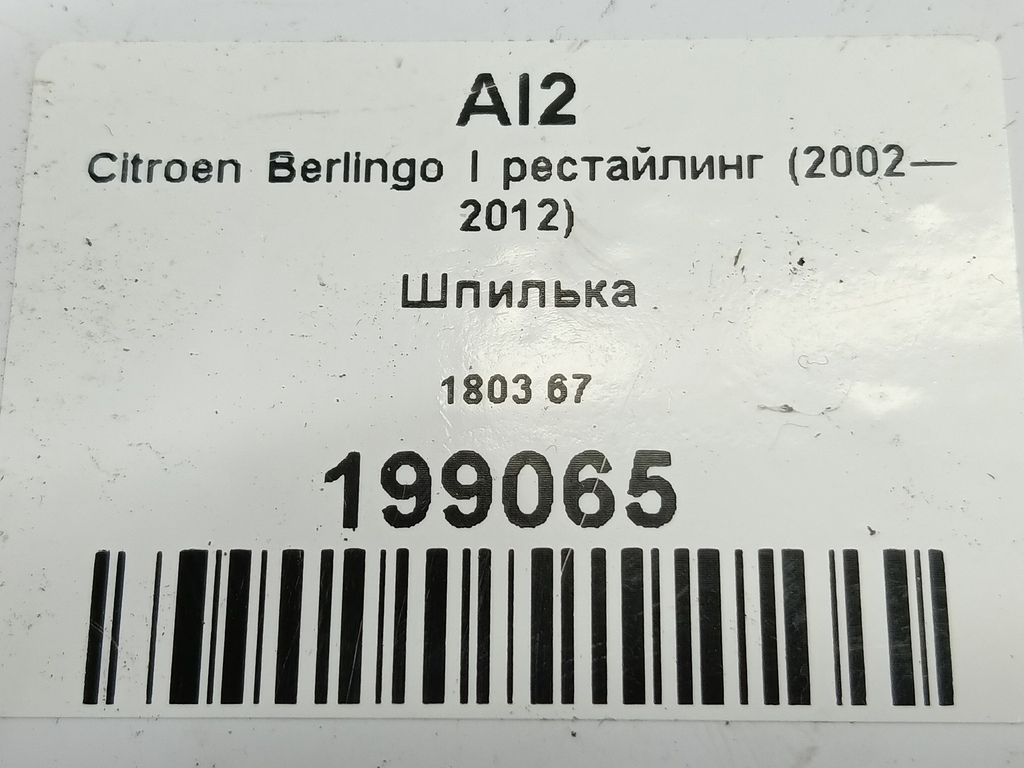 AI2
Citroen Berlingo I рестайлинг (2002—
2012)
Шпилька
1803 67
199065